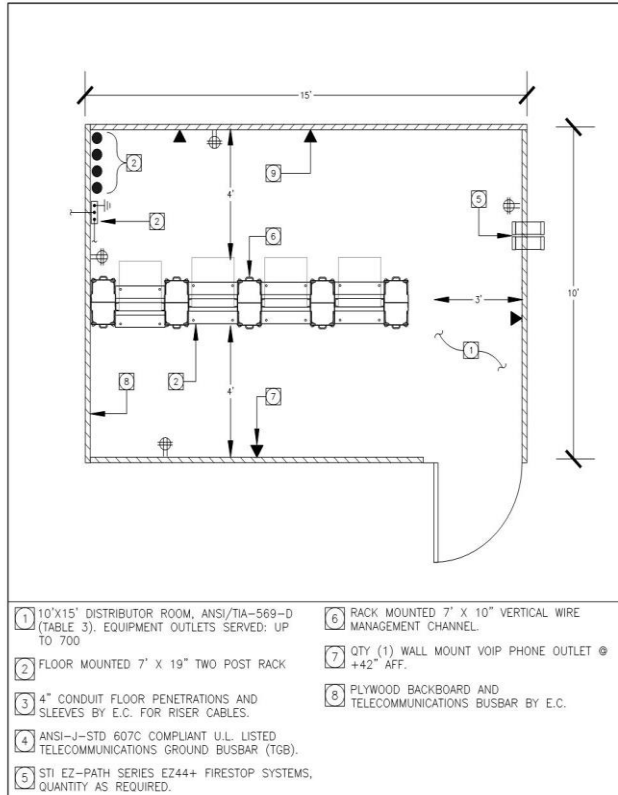 15'
2
9
4'
2
5
6
3'
10'
1
2
8
4'
7
1 10'X15' DISTRIBUTOR ROOM, ANSI/TIA-569-D
(TABLE 3). EQUIPMENT OUTLETS SERVED: UP
TO 700
2 FLOOR MOUNTED 7' X 19" TWO POST RACK
3 4" CONDUIT FLOOR PENETRATIONS AND
SLEEVES BY E.C. FOR RISER CABLES.
4 ANSI-J-STD 607C COMPLIANT U.L. LISTED
TELECOMMUNICATIONS GROUND BUSBAR (TGB).
5 STI EZ-PATH SERIES EZ44+ FIRESTOP SYSTEMS,
QUANTITY AS REQUIRED.
6 RACK MOUNTED 7' X 10" VERTICAL WIRE
MANAGEMENT CHANNEL.
7 QTY (1) WALL MOUNT VOIP PHONE OUTLET @
+42" AFF.
8 PLYWOOD BACKBOARD AND
TELECOMMUNICATIONS BUSBAR BY E.C.